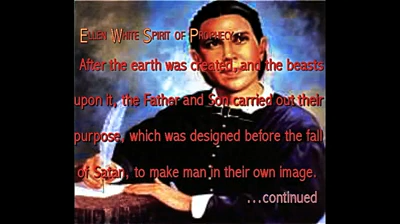 Ellen White Spirit of Prophecy
After the earth was created, and the beasts
upon it, the Father and Son carried out their
purpose, which was designed before the fall
of Satan, to make man in their own image.
...continued